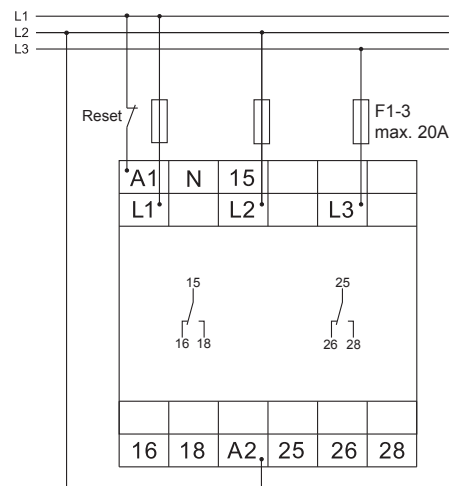 L1
L2
L3
Reset
F1-3
max. 20A
A1 N 15
L1 L2 L3
15 25
16 18 26 28
16 18 A2 25 26 28